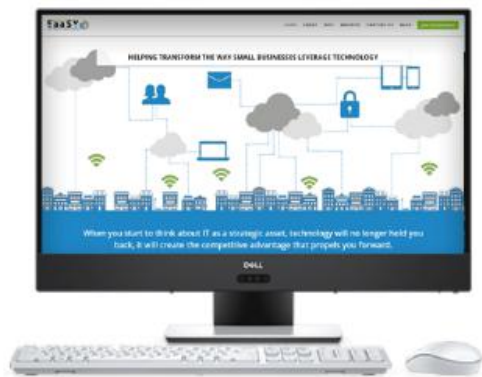 EaaSY
HELPING TRANSFORM THE WAY SMALL BUSINESSES LEVERAGE TECHNOLOGY
When you start to think about IT as a strategic asset, technology will no longer hold you
back, it will create the competitive advantage that propels you forward.
DELL